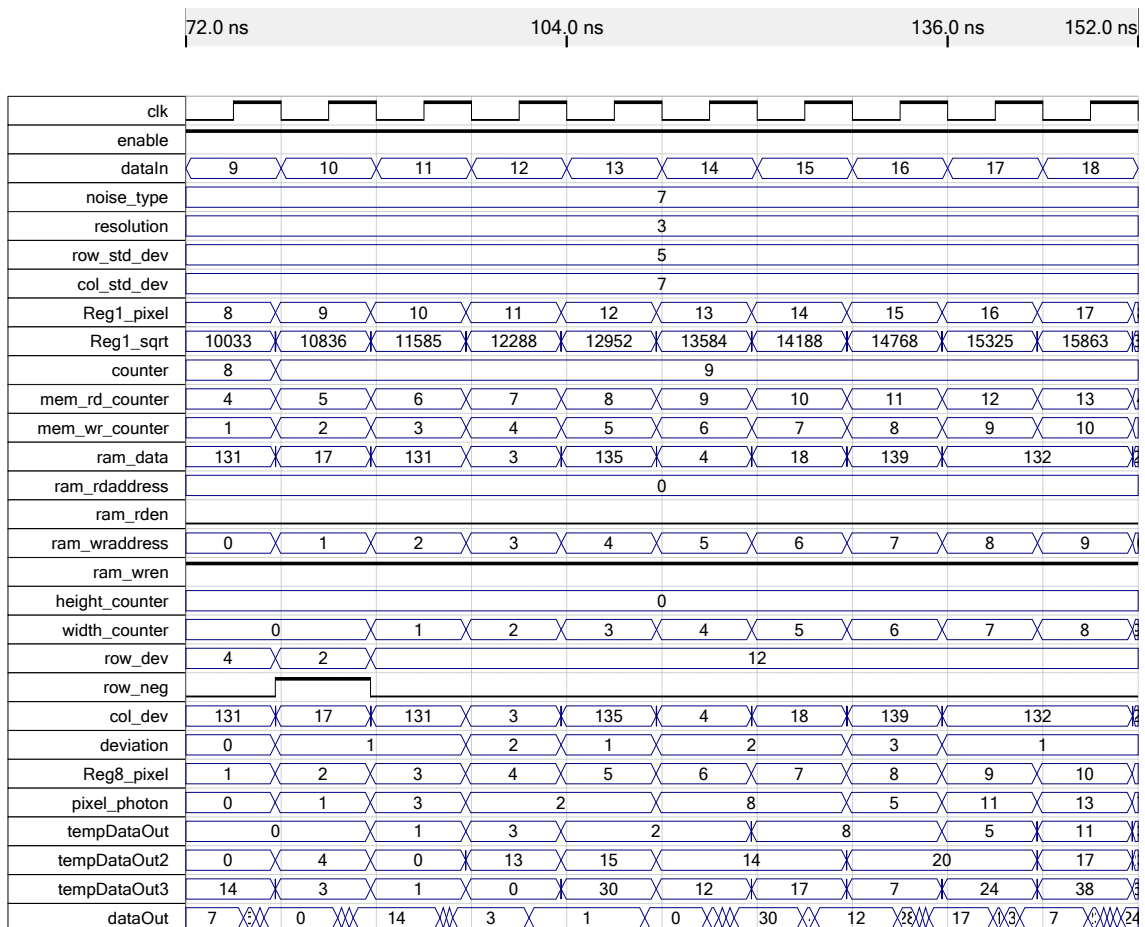 72.0 ns 104.0 ns 136.0 ns 152.0 ns
clk
enable
dataIn 9 10 11 12 13 14 15 16 17 18
noise_type 7
resolution 3
row_std_dev 5
col_std_dev 7
Reg1_pixel 8 9 10 11 12 13 14 15 16 17
Reg1_sqrt 10033 10836 11585 12288 12952 13584 14188 14768 15325 15863
counter 8 9
mem_rd_counter 4 5 6 7 8 9 10 11 12 13
mem_wr_counter 1 2 3 4 5 6 7 8 9 10
ram_data 131 17 131 3 135 4 18 139 132
ram_rdaddress 0
ram_rden
ram_wraddress 0 1 2 3 4 5 6 7 8 9
ram_wren
height_counter 0
width_counter 0 1 2 3 4 5 6 7 8
row_dev 4 2 12
row_neg
col_dev 131 17 131 3 135 4 18 139 132
deviation 0 1 2 1 2 3 1
Reg8_pixel 1 2 3 4 5 6 7 8 9 10
pixel_photon 0 1 3 2 8 5 11 13
tempDataOut 0 1 3 2 8 5 11
tempDataOut2 0 4 0 13 15 14 20 17
tempDataOut3 14 3 1 0 30 12 17 7 24 38
dataOut 7 0 14 3 1 0 30 12 28 17 3 7 24